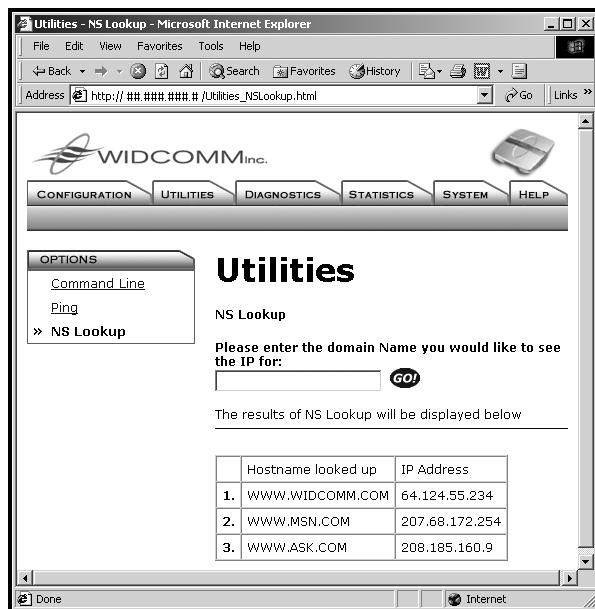 Utilities - NS Lookup - Microsoft Internet Explorer
File Edit View Favorites Tools Help
Back Search Favorites History
Address http:// ##.###.###.# /Utilities_NSLookup.html Go Links »
WIDCOMM Inc.
CONFIGURATION UTILITIES DIAGNOSTICS STATISTICS SYSTEM HELP
OPTIONS
Command Line
Ping
» NS Lookup
Utilities
NS Lookup
Please enter the domain Name you would like to see
the IP for:
GO!
The results of NS Lookup will be displayed below
Hostname looked up IP Address
1. WWW.WIDCOMM.COM 64.124.55.234
2. WWW.MSN.COM 207.68.172.254
3. WWW.ASK.COM 208.185.160.9
Done Internet